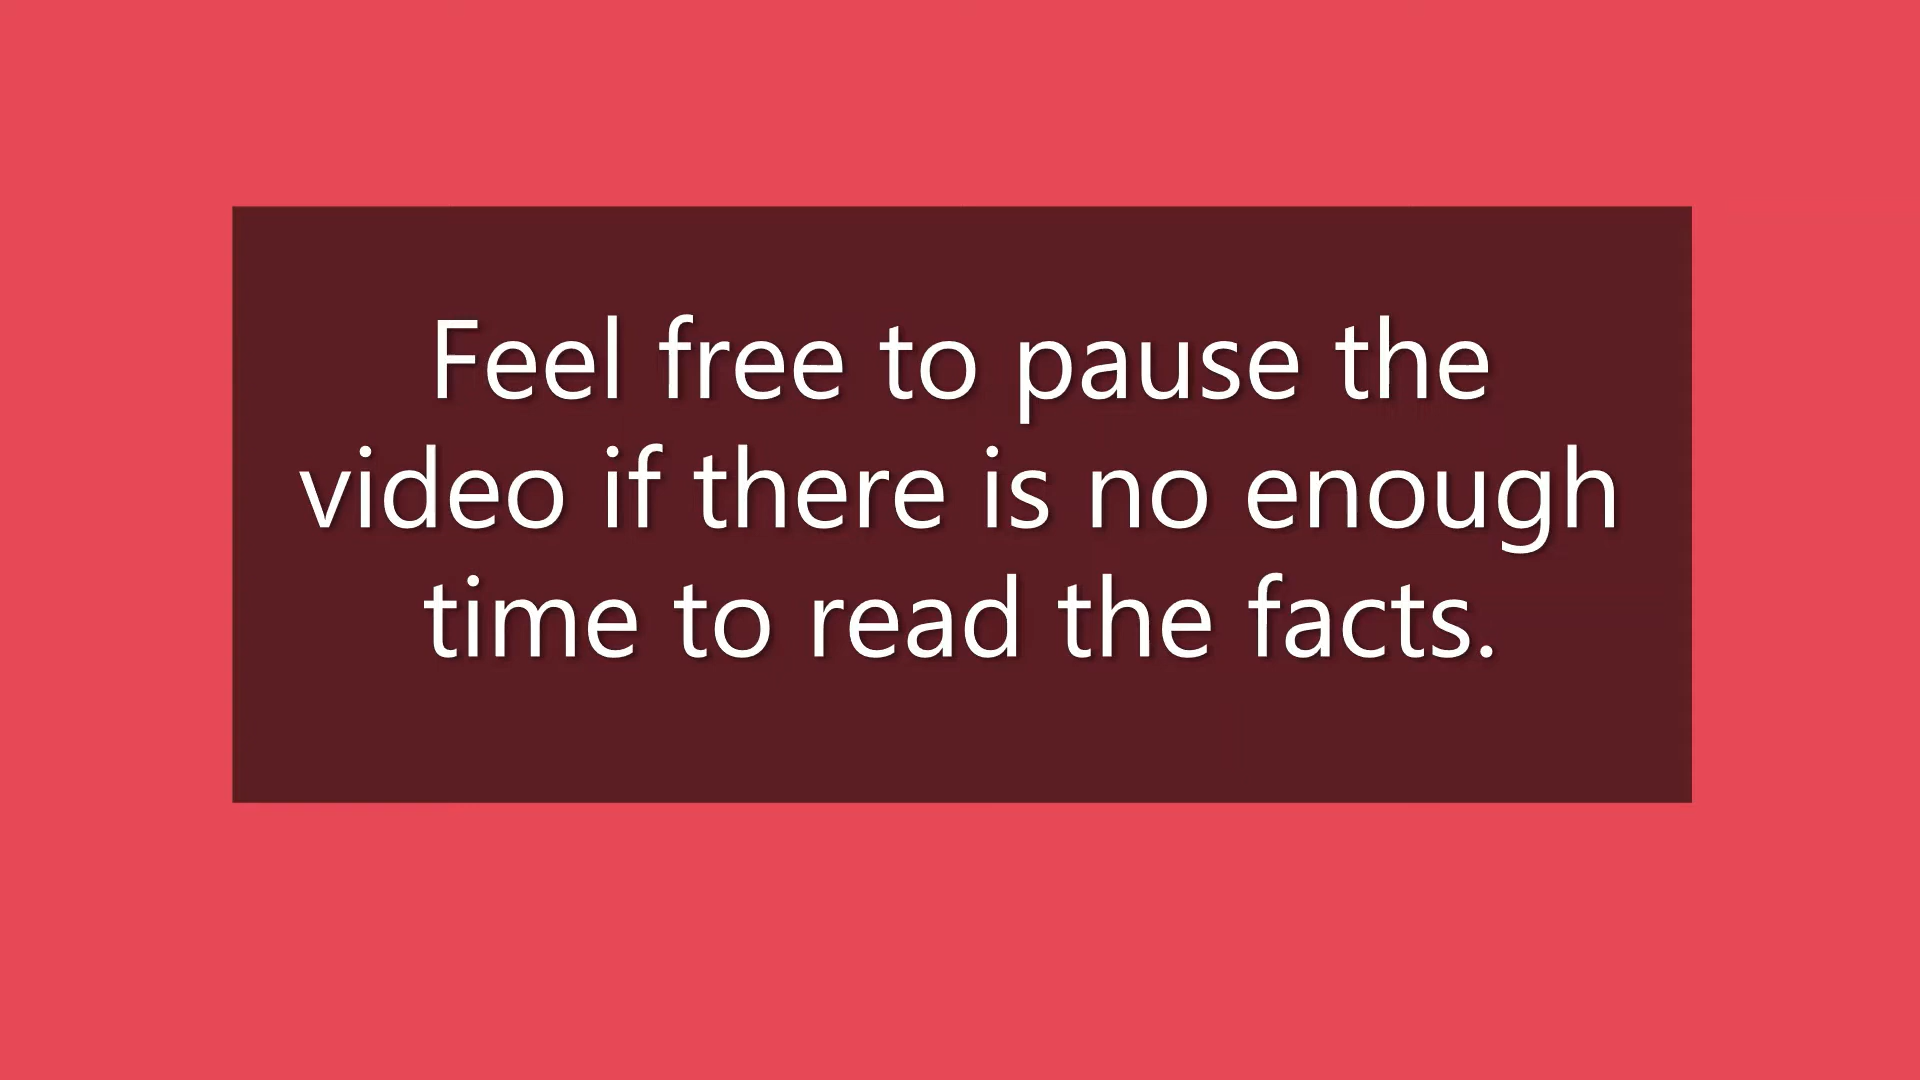 Feel free to pause the
video if there is no enough
time to read the facts.